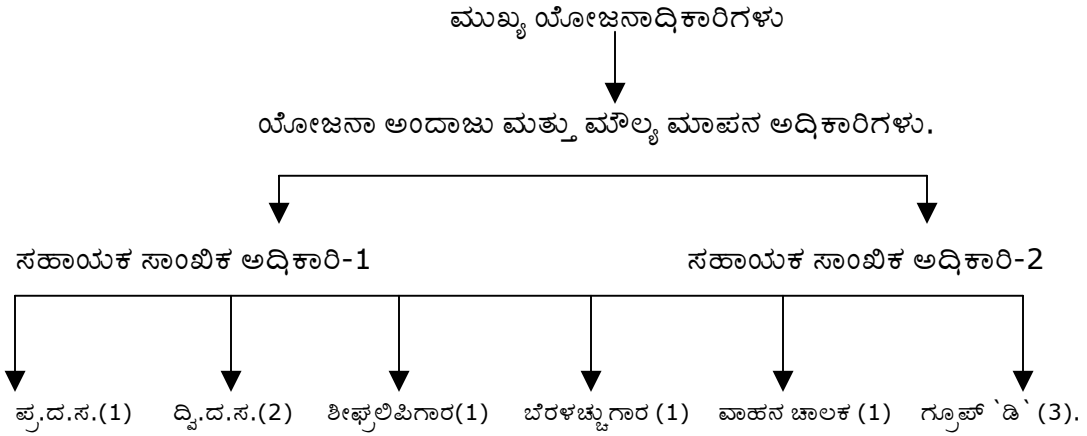 ಮುಖ್ಯ ಯೋಜನಾಧಿಕಾರಿಗಳು
ಯೋಜನಾ ಅಂದಾಜು ಮತ್ತು ಮೌಲ್ಯ ಮಾಪನ ಅಧಿಕಾರಿಗಳು.
ಸಹಾಯಕ ಸಾಂಖಿಕ ಅಧಿಕಾರಿ-1 ಸಹಾಯಕ ಸಾಂಖಿಕ ಅಧಿಕಾರಿ-2
ಪ್ರ.ದ.ಸ.(1) ದ್ವಿ.ದ.ಸ.(2) ಶೀಘ್ರಲಿಪಿಗಾರ(1) ಬೆರಳಚ್ಚುಗಾರ (1) ವಾಹನ ಚಾಲಕ (1) ಗ್ರೂಪ್ `ಡಿ` (3).